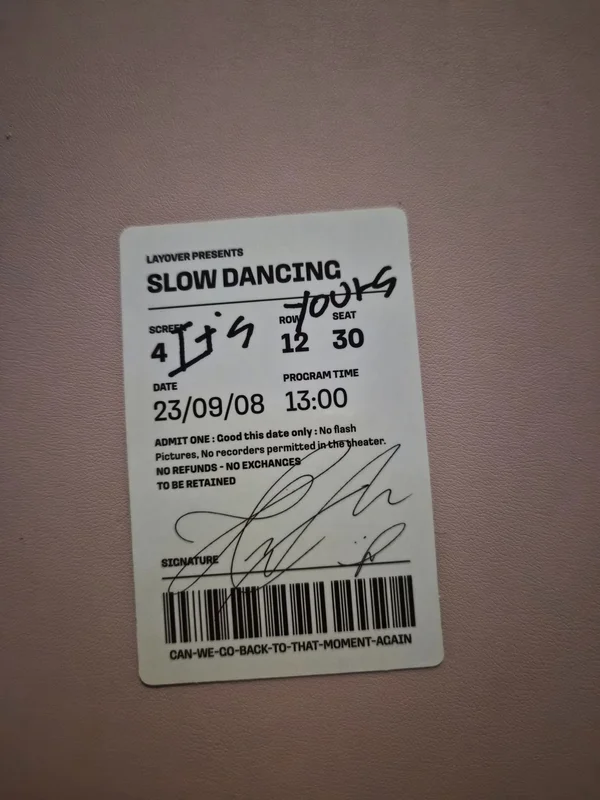 LAYOVER PRESENTS
SLOW DANCING
It's yours
SCREEN ROW SEAT
4 12 30
DATE PROGRAM TIME
23/09/08 13:00
ADMIT ONE : Good this date only : No flash
Pictures, No recorders permitted in the theater.
NO REFUNDS - NO EXCHANGES
TO BE RETAINED
SIGNATURE
CAN-WE-GO-BACK-TO-THAT-MOMENT-AGAIN